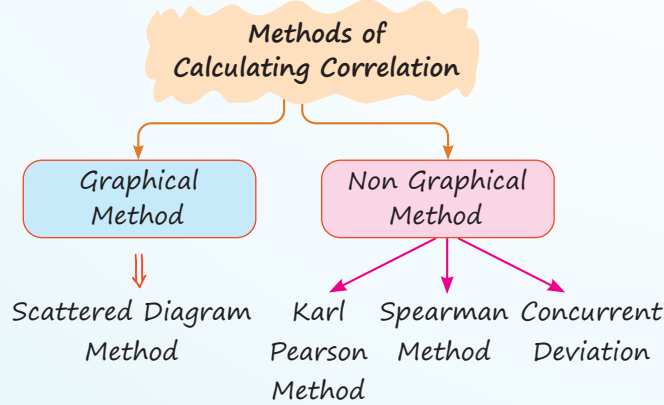 Methods of
Calculating Correlation
Graphical
Method
Non Graphical
Method
Scattered Diagram
Method
Karl
Pearson
Method
Spearman
Method
Concurrent
Deviation